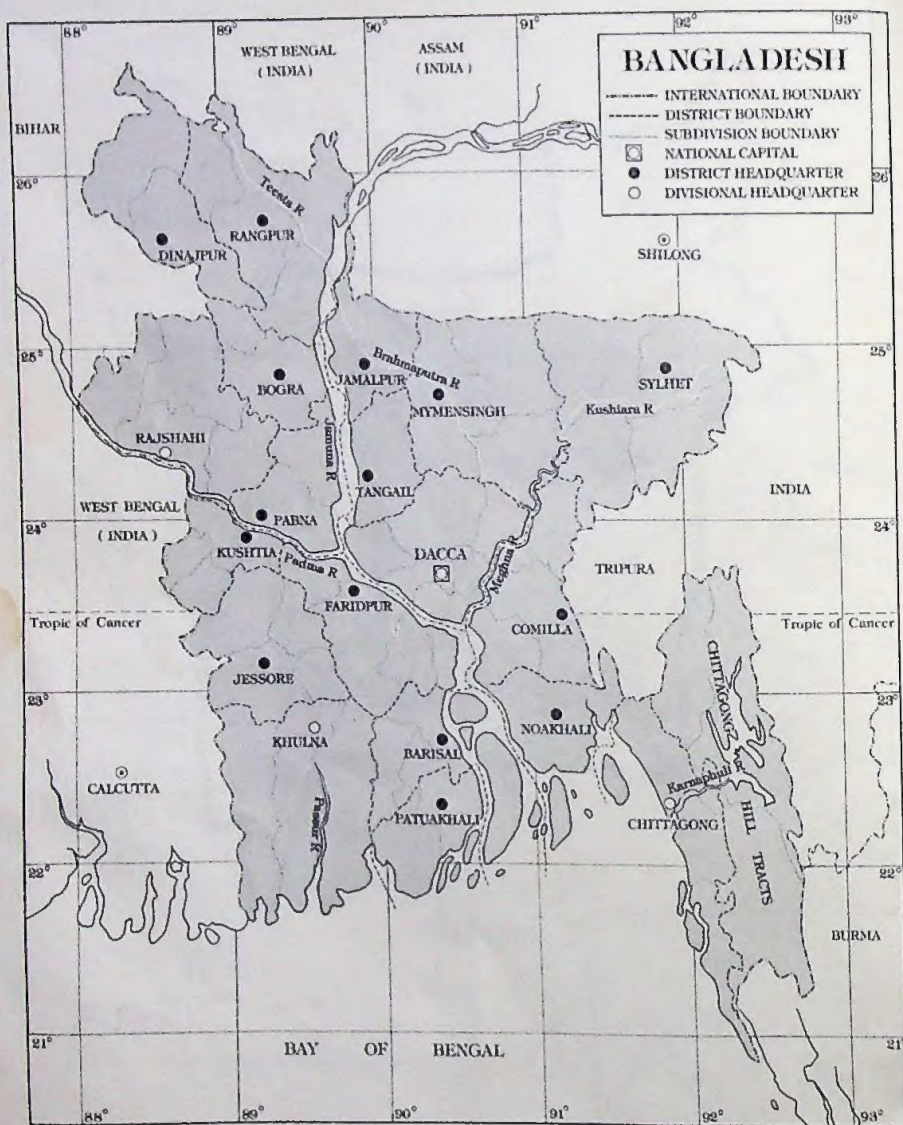 88°
89°
90°
91°
92°
93°
WEST BENGAL
( INDIA )
ASSAM
( INDIA )
BANGLADESH
INTERNATIONAL BOUNDARY
DISTRICT BOUNDARY
SUBDIVISION BOUNDARY
NATIONAL CAPITAL
DISTRICT HEADQUARTER
DIVISIONAL HEADQUARTER
BIHAR
26°
26°
Teesta R
RANGPUR
DINAJPUR
SHILONG
25°
25°
BOGRA
JAMALPUR
Brahmaputra R
MYMENSINGH
SYLHET
Kushiara R
RAJSHAHI
Jamuna R
TANGAIL
INDIA
WEST BENGAL
( INDIA )
24°
24°
PABNA
KUSHTIA
Padma R
DACCA
Meghna R
TRIPURA
FARIDPUR
COMILLA
Tropic of Cancer
Tropic of Cancer
JESSORE
23°
23°
CHITTAGONG
HILL
TRACTS
KHULNA
BARISAL
NOAKHALI
CALCUTTA
Karnaphuli R
PATUAKHALI
CHITTAGONG
Passur R
22°
22°
BURMA
21°
21°
BAY OF BENGAL
88°
89°
90°
91°
92°
93°